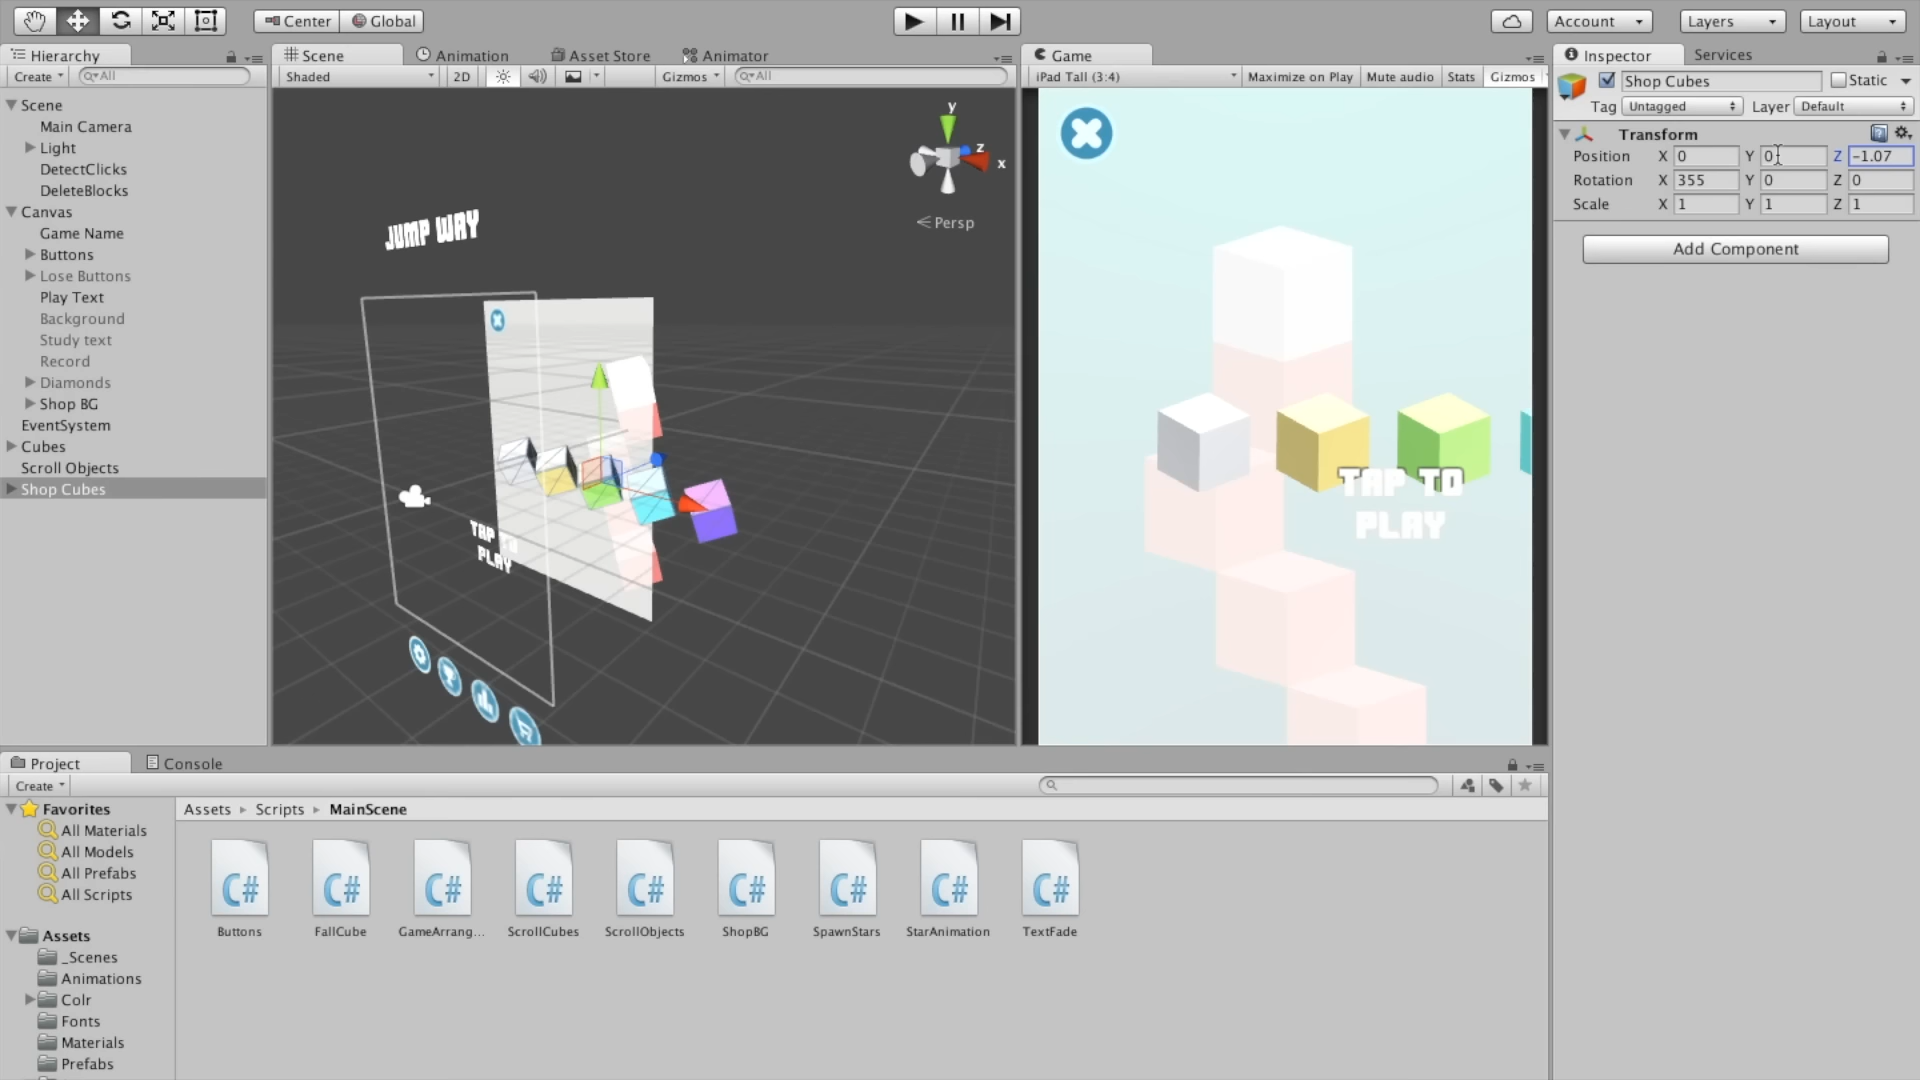 Center Global Account Layers Layout
Hierarchy Scene Animation Asset Store Animator Game Inspector Services
Create All Shaded 2D Gizmos All iPad Tall (3:4) Maximize on Play Mute audio Stats Gizmos
Shop Cubes Static
Tag Untagged Layer Default
Transform
Position X 0 Y 0 Z -1.07
Rotation X 355 Y 0 Z 0
Scale X 1 Y 1 Z 1
Add Component
Scene
Main Camera
Light
DetectClicks
DeleteBlocks
Canvas
Game Name
Buttons
Lose Buttons
Play Text
Background
Study text
Record
Diamonds
Shop BG
EventSystem
Cubes
Scroll Objects
Shop Cubes
y
z
x
Persp
JUMP WAY
TAP TO
PLAY
TAP TO
PLAY
Project Console
Create
Favorites
All Materials
All Models
All Prefabs
All Scripts
Assets
_Scenes
Animations
Colr
Fonts
Materials
Prefabs
Assets Scripts MainScene
C# C# C# C# C# C# C# C# C#
Buttons FallCube GameArrang... ScrollCubes ScrollObjects ShopBG SpawnStars StarAnimation TextFade